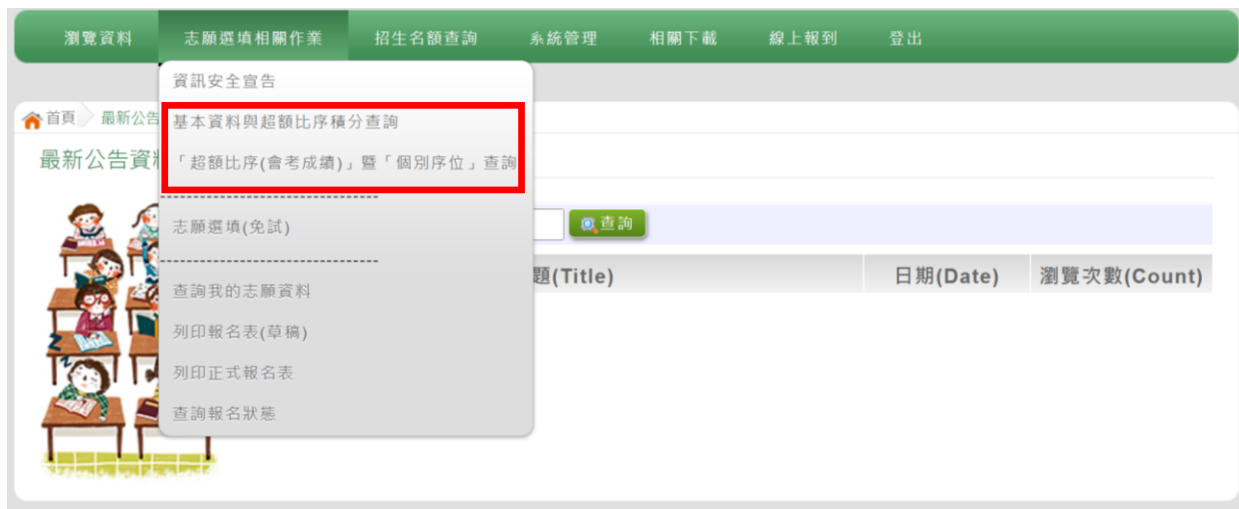 瀏覽資料 志願選填相關作業 招生名額查詢 系統管理 相關下載 線上報到 登出
資訊安全宣告
首頁 最新公告
基本資料與超額比序積分查詢
最新公告資
「超額比序(會考成績)」暨「個別序位」查詢
--------------------------------
志願選填(免試)
查詢
--------------------------------
題(Title) 日期(Date) 瀏覽次數(Count)
查詢我的志願資料
列印報名表(草稿)
列印正式報名表
查詢報名狀態